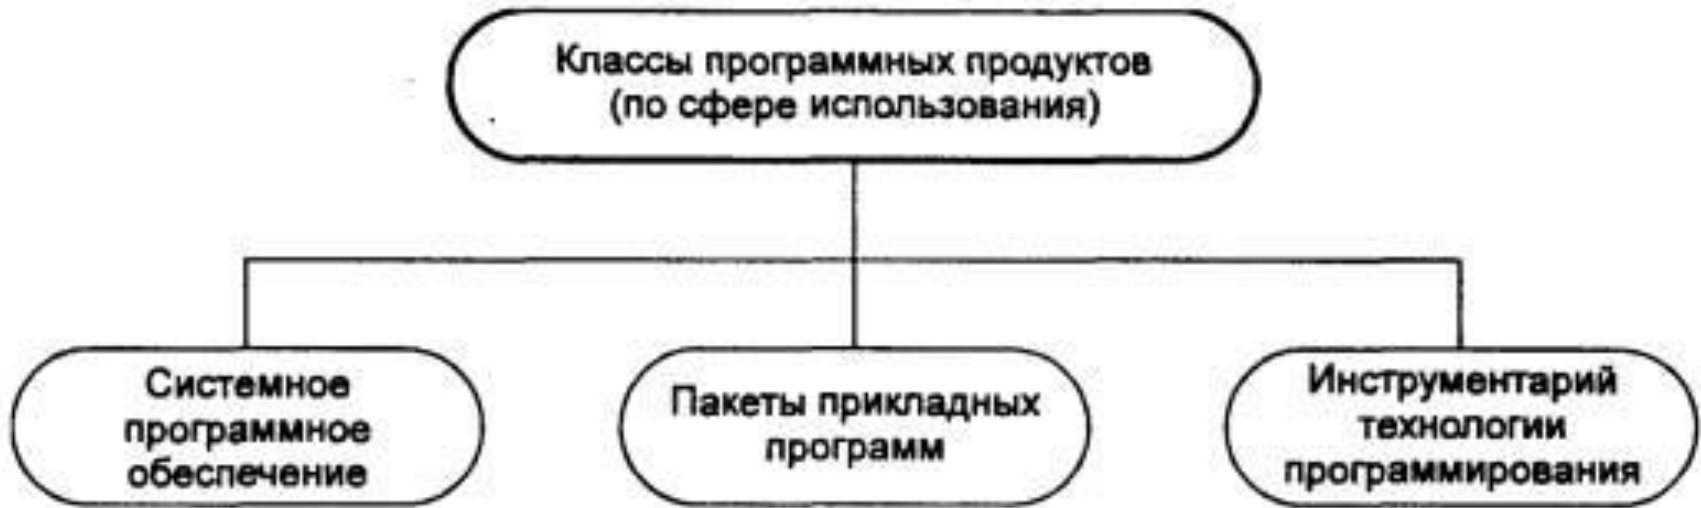 Классы программных продуктов
(по сфере использования)
Системное
программное
обеспечение
Пакеты прикладных
программ
Инструментарий
технологии
программирования